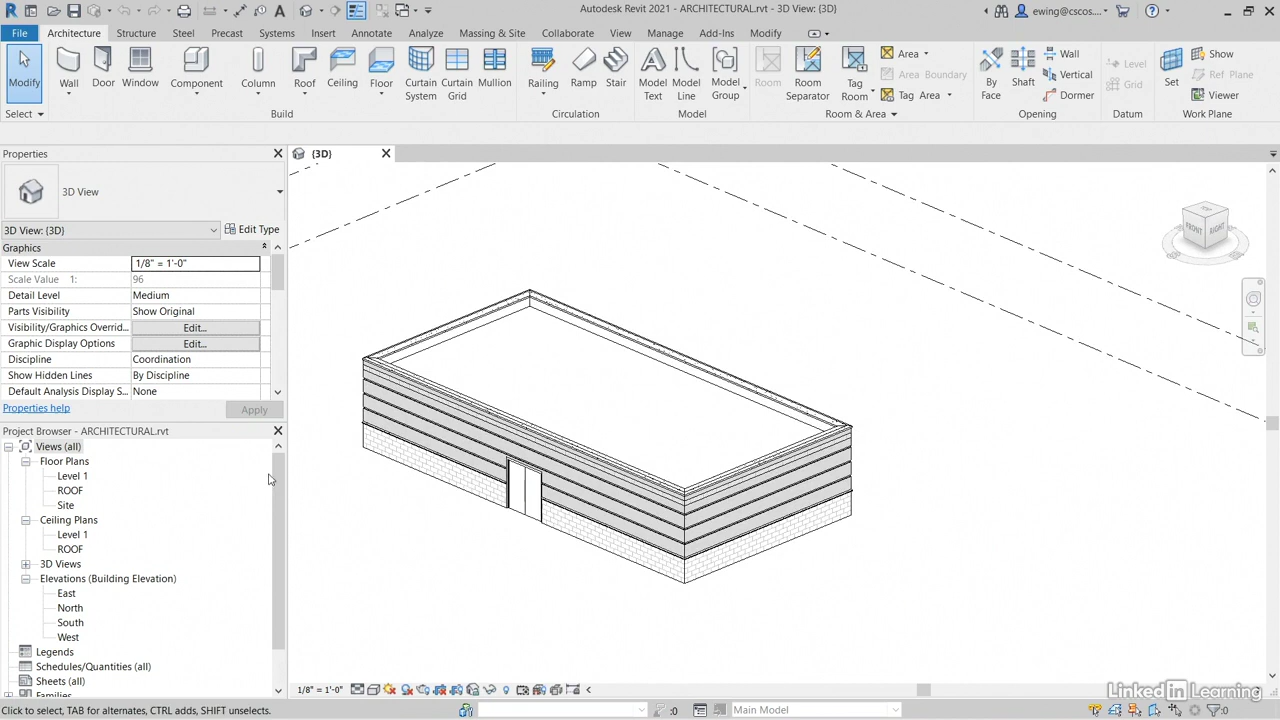 Autodesk Revit 2021 - ARCHITECTURAL.rvt - 3D View: {3D}
ewing@cscos....
File Architecture Structure Steel Precast Systems Insert Annotate Analyze Massing & Site Collaborate View Manage Add-Ins Modify
Modify Wall Door Window Component Column Roof Ceiling Floor Curtain System Curtain Grid Mullion Railing Ramp Stair Model Text Model Line Model Group Room Room Separator Tag Room
Area
Area Boundary
Tag Area
By Face Shaft
Wall
Vertical
Dormer
Level
Grid
Set
Show
Ref Plane
Viewer
Select Build Circulation Model Room & Area Opening Datum Work Plane
Properties
{3D}
3D View
3D View: {3D} Edit Type
Graphics
View Scale 1/8" = 1'-0"
Scale Value 1: 96
Detail Level Medium
Parts Visibility Show Original
Visibility/Graphics Overrid... Edit...
Graphic Display Options Edit...
Discipline Coordination
Show Hidden Lines By Discipline
Default Analysis Display S... None
Properties help Apply
Project Browser - ARCHITECTURAL.rvt
Views (all)
Floor Plans
Level 1
ROOF
Site
Ceiling Plans
Level 1
ROOF
3D Views
Elevations (Building Elevation)
East
North
South
West
Legends
Schedules/Quantities (all)
Sheets (all)
Families
TOP
FRONT RIGHT
1/8" = 1'-0"
LinkedIn Learning
Click to select, TAB for alternates, CTRL adds, SHIFT unselects.
:0
Main Model
:0